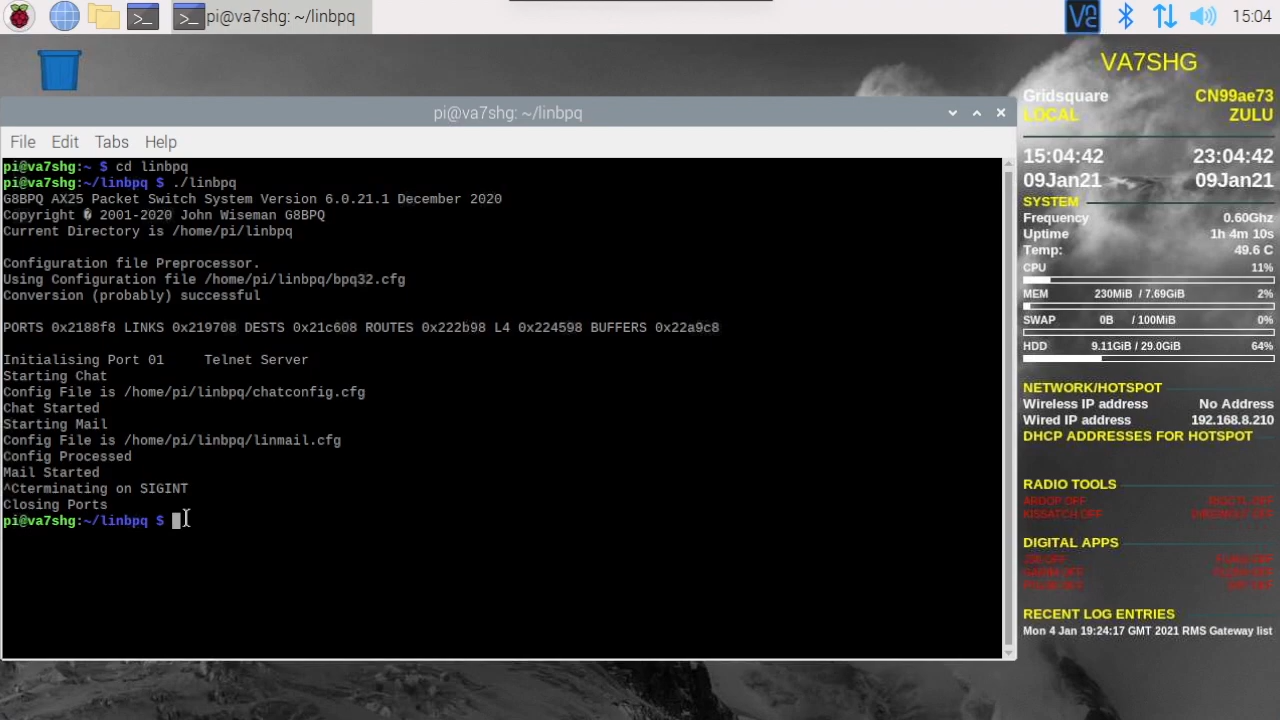 pi@va7shg: ~/linbpq
15:04
pi@va7shg: ~/linbpq
File Edit Tabs Help
pi@va7shg:~ $ cd linbpq
pi@va7shg:~/linbpq $ ./linbpq
G8BPQ AX25 Packet Switch System Version 6.0.21.1 December 2020
Copyright � 2001-2020 John Wiseman G8BPQ
Current Directory is /home/pi/linbpq
Configuration file Preprocessor.
Using Configuration file /home/pi/linbpq/bpq32.cfg
Conversion (probably) successful
PORTS 0x2188f8 LINKS 0x219708 DESTS 0x21c608 ROUTES 0x222b98 L4 0x224598 BUFFERS 0x22a9c8
Initialising Port 01     Telnet Server
Starting Chat
Config File is /home/pi/linbpq/chatconfig.cfg
Chat Started
Starting Mail
Config File is /home/pi/linbpq/linmail.cfg
Config Processed
Mail Started
^Cterminating on SIGINT
Closing Ports
pi@va7shg:~/linbpq $
VA7SHG
Gridsquare CN99ae73
LOCAL ZULU
15:04:42 23:04:42
09Jan21 09Jan21
SYSTEM
Frequency 0.60Ghz
Uptime 1h 4m 10s
Temp: 49.6 C
CPU 11%
MEM 230MiB / 7.69GiB 2%
SWAP 0B / 100MiB 0%
HDD 9.11GiB / 29.0GiB 64%
NETWORK/HOTSPOT
Wireless IP address No Address
Wired IP address 192.168.8.210
DHCP ADDRESSES FOR HOTSPOT
RADIO TOOLS
ARDOP OFF
OFF
DIGITAL APPS
OFF
RECENT LOG ENTRIES
Mon 4 Jan 19:24:17 GMT 2021 RMS Gateway list